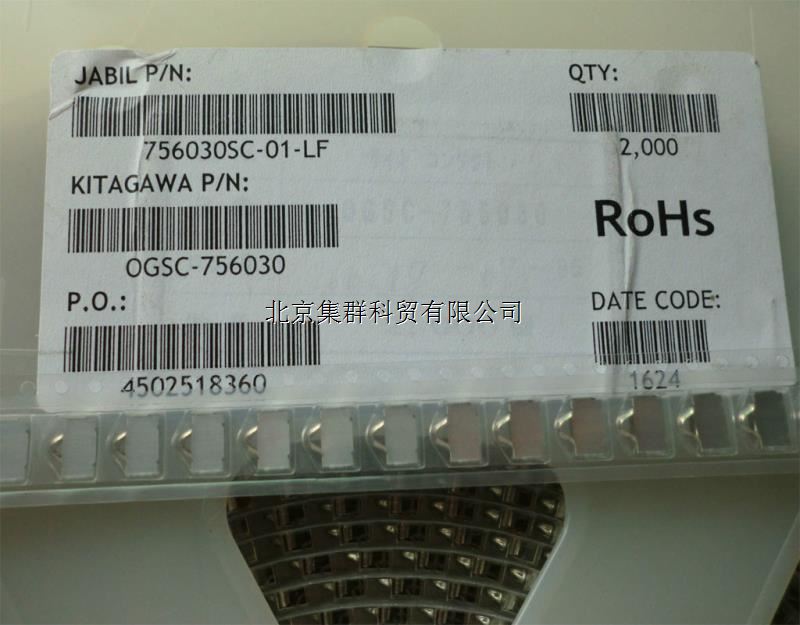 JABIL P/N:
756030SC-01-LF
KITAGAWA P/N:
OGSC-756030
P.O.:
4502518360
QTY:
2,000
RoHs
DATE CODE:
1624
北京集群科贸有限公司